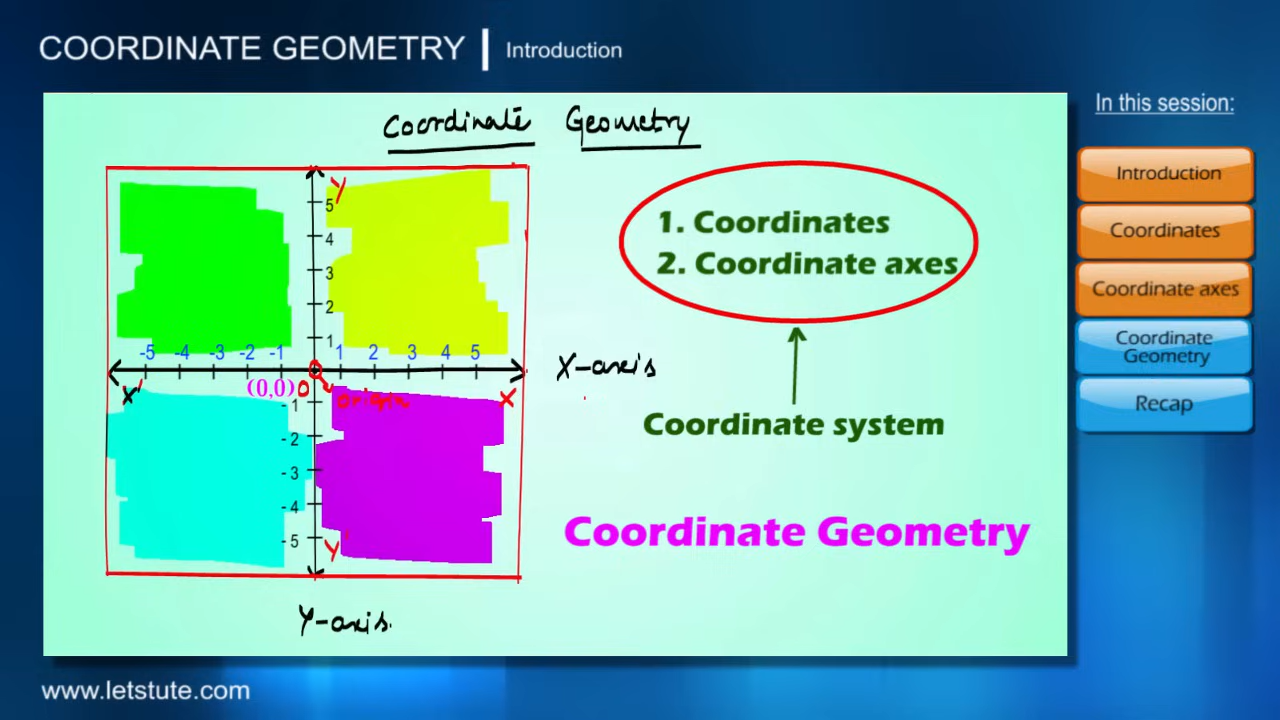 COORDINATE GEOMETRY | Introduction
In this session:
Introduction
Coordinates
Coordinate axes
Coordinate
Geometry
Recap
Coordinate Geometry
1. Coordinates
2. Coordinate axes
Coordinate system
Coordinate Geometry
Y
5
4
3
2
1
-5 -4 -3 -2 -1 1 2 3 4 5
X-axis
X' (0,0) O origin X
-1
-2
-3
-4
-5
Y
Y-axis.
www.letstute.com